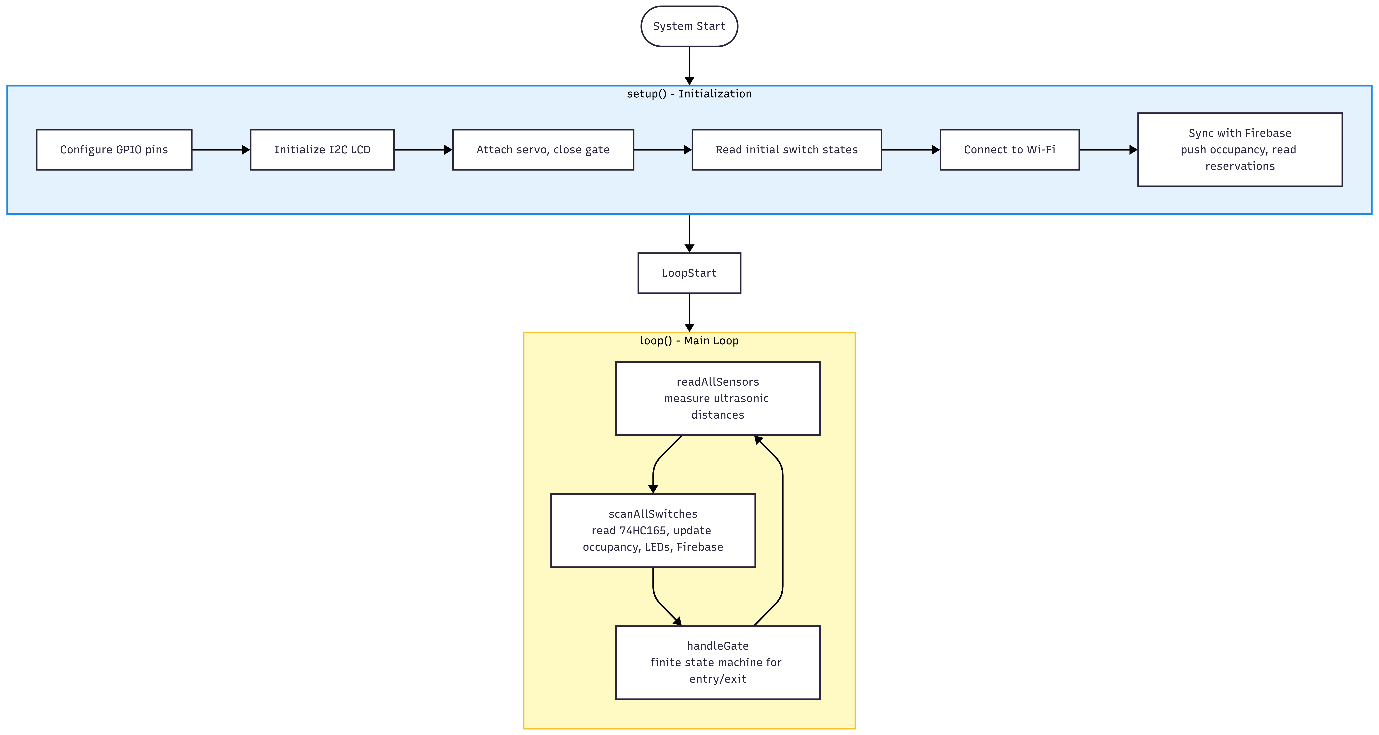 System Start
setup() - Initialization
Configure GPIO pins
Initialize I2C LCD
Attach servo, close gate
Read initial switch states
Connect to Wi-Fi
Sync with Firebase
push occupancy, read
reservations
LoopStart
loop() - Main Loop
readAllSensors
measure ultrasonic
distances
scanAllSwitches
read 74HC165, update
occupancy, LEDs, Firebase
handleGate
finite state machine for
entry/exit